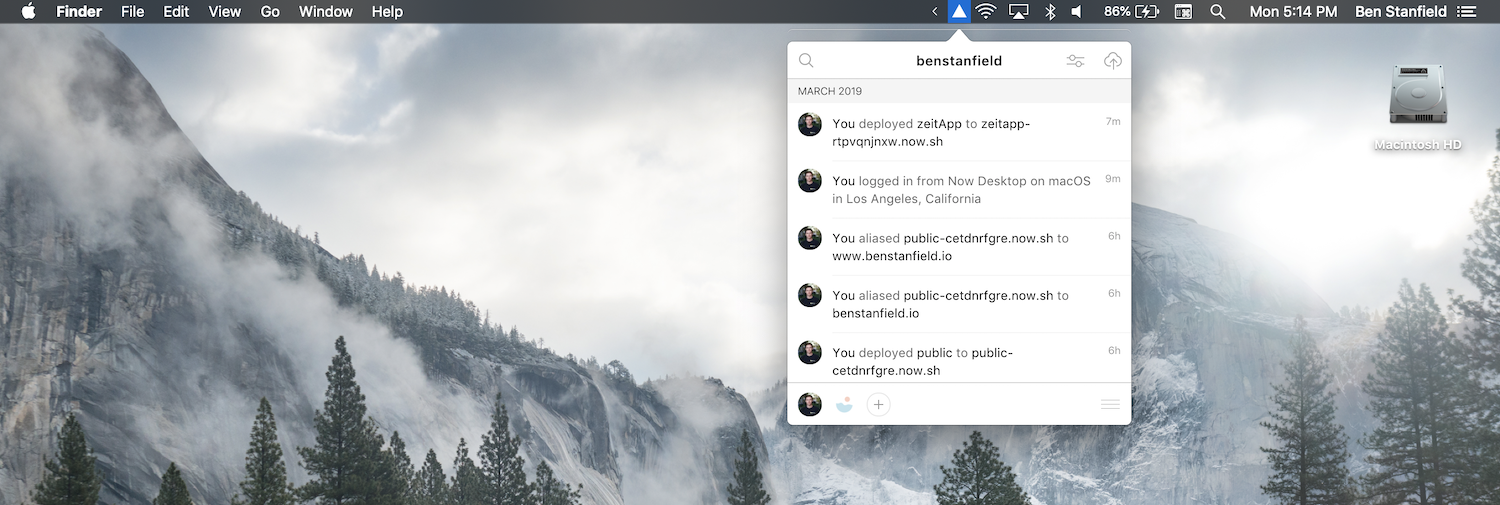 Finder File Edit View Go Window Help 86% Mon 5:14 PM Ben Stanfield
benstanfield
MARCH 2019
You deployed zeitApp to zeitapp- 7m
rtpvqnjnxw.now.sh
You logged in from Now Desktop on macOS 9m
in Los Angeles, California
You aliased public-cetdnrfgre.now.sh to 6h
www.benstanfield.io
You aliased public-cetdnrfgre.now.sh to 6h
benstanfield.io
You deployed public to public- 6h
cetdnrfgre.now.sh
Macintosh HD